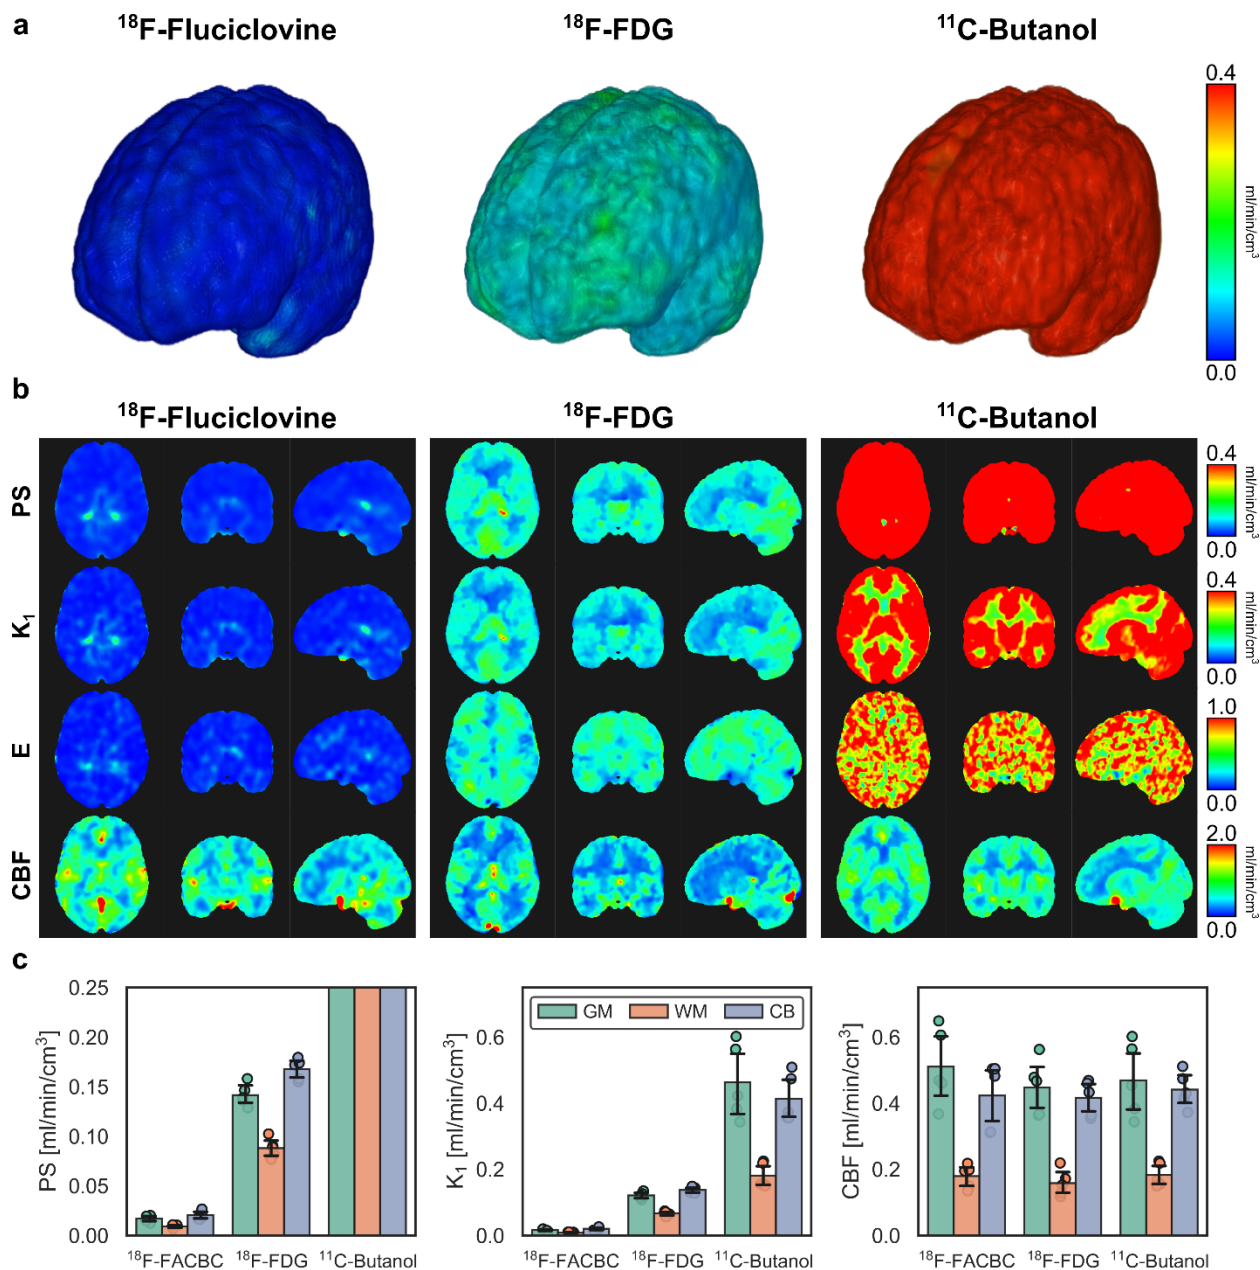 a
¹⁸F-Fluciclovine ¹⁸F-FDG ¹¹C-Butanol
0.4
ml/min/cm³
0.0
b
¹⁸F-Fluciclovine ¹⁸F-FDG ¹¹C-Butanol
PS
0.4
ml/min/cm³
0.0
K₁
0.4
ml/min/cm³
0.0
E
1.0
0.0
CBF
2.0
ml/min/cm³
0.0
c
PS [ml/min/cm³]
0.25
0.20
0.15
0.10
0.05
0.00
¹⁸F-FACBC ¹⁸F-FDG ¹¹C-Butanol
K₁ [ml/min/cm³]
GM WM CB
0.6
0.4
0.2
0.0
¹⁸F-FACBC ¹⁸F-FDG ¹¹C-Butanol
CBF [ml/min/cm³]
0.6
0.4
0.2
0.0
¹⁸F-FACBC ¹⁸F-FDG ¹¹C-Butanol